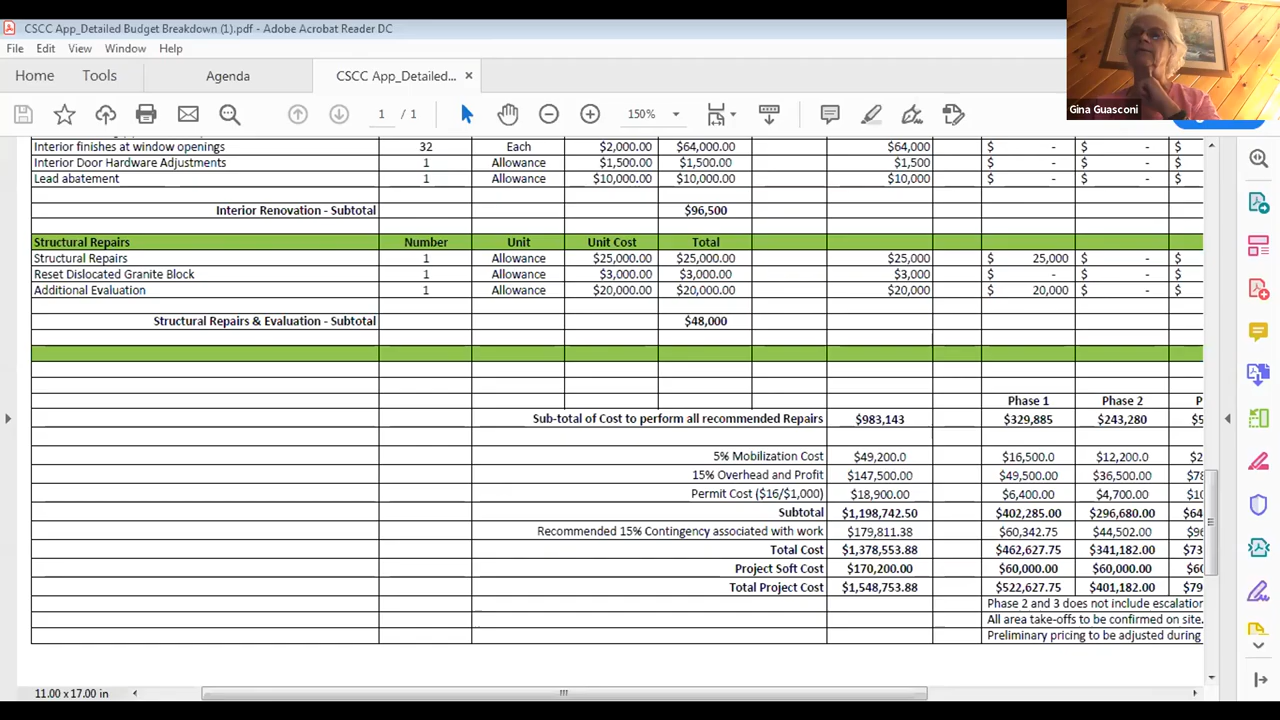 CSCC App_Detailed Budget Breakdown (1).pdf - Adobe Acrobat Reader DC
File Edit View Window Help
Home Tools Agenda CSCC App_Detailed... ×
1 / 1 150%
Gina Guasconi
Interior finishes at window openings 32 Each $2,000.00 $64,000.00 $64,000 $ - $ - $
Interior Door Hardware Adjustments 1 Allowance $1,500.00 $1,500.00 $1,500 $ - $ - $
Lead abatement 1 Allowance $10,000.00 $10,000.00 $10,000 $ - $ - $
Interior Renovation - Subtotal $96,500
Structural Repairs Number Unit Unit Cost Total
Structural Repairs 1 Allowance $25,000.00 $25,000.00 $25,000 $ 25,000 $ - $
Reset Dislocated Granite Block 1 Allowance $3,000.00 $3,000.00 $3,000 $ - $ - $
Additional Evaluation 1 Allowance $20,000.00 $20,000.00 $20,000 $ 20,000 $ - $
Structural Repairs & Evaluation - Subtotal $48,000
Phase 1 Phase 2 P
Sub-total of Cost to perform all recommended Repairs $983,143 $329,885 $243,280 $5
5% Mobilization Cost $49,200.0 $16,500.0 $12,200.0 $2
15% Overhead and Profit $147,500.00 $49,500.00 $36,500.00 $78
Permit Cost ($16/$1,000) $18,900.00 $6,400.00 $4,700.00 $10
Subtotal $1,198,742.50 $402,285.00 $296,680.00 $64
Recommended 15% Contingency associated with work $179,811.38 $60,342.75 $44,502.00 $96
Total Cost $1,378,553.88 $462,627.75 $341,182.00 $73
Project Soft Cost $170,200.00 $60,000.00 $60,000.00 $60
Total Project Cost $1,548,753.88 $522,627.75 $401,182.00 $79
Phase 2 and 3 does not include escalation
All area take-offs to be confirmed on site.
Preliminary pricing to be adjusted during
11.00 x 17.00 in